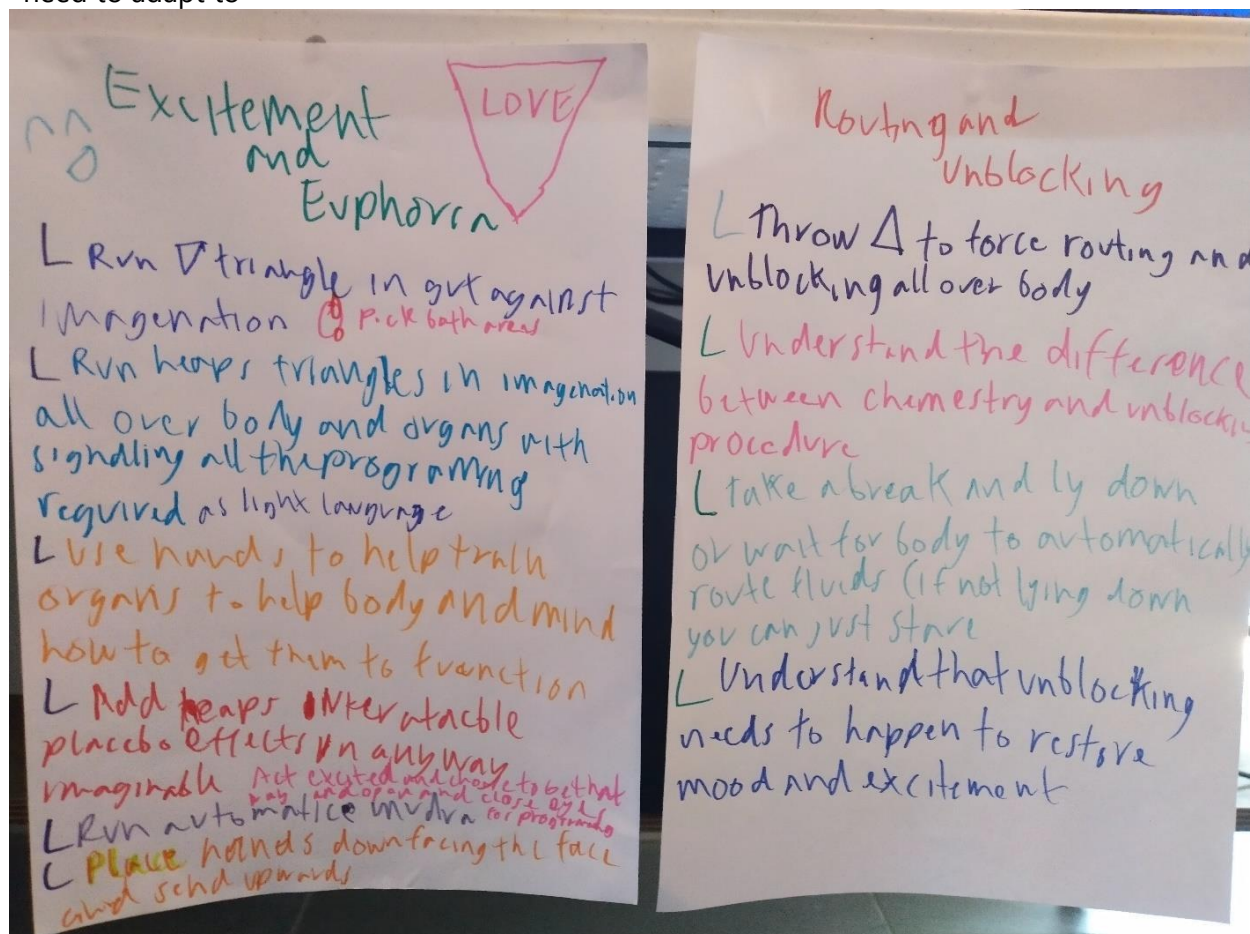 need to adapt to
Excitement
and
Euphoria
LOVE
Run ∇ triangle in gut against
imagenation
Pick both areas
Run heaps triangles in imagenation
all over body and organs with
signalling all the programing
required as light language
Use hands to help train
organs to help body and mind
how to get them to function
Add heaps
placebo effects in anyway
imaginable
Act excyted and chose to be that
way and open and close eyes
for programing
Run automatice mudra
Place hands down facing the face
and send upwards
Routing and
Unblocking
Throw Δ to force routing and
unblocking all over body
Understand the difference
between chemestry and unblocking
procedure
take a break and ly down
or wait for body to automatically
route fluids (if not lying down
you can just stare
Understand that unblocking
needs to happen to restore
mood and excitement